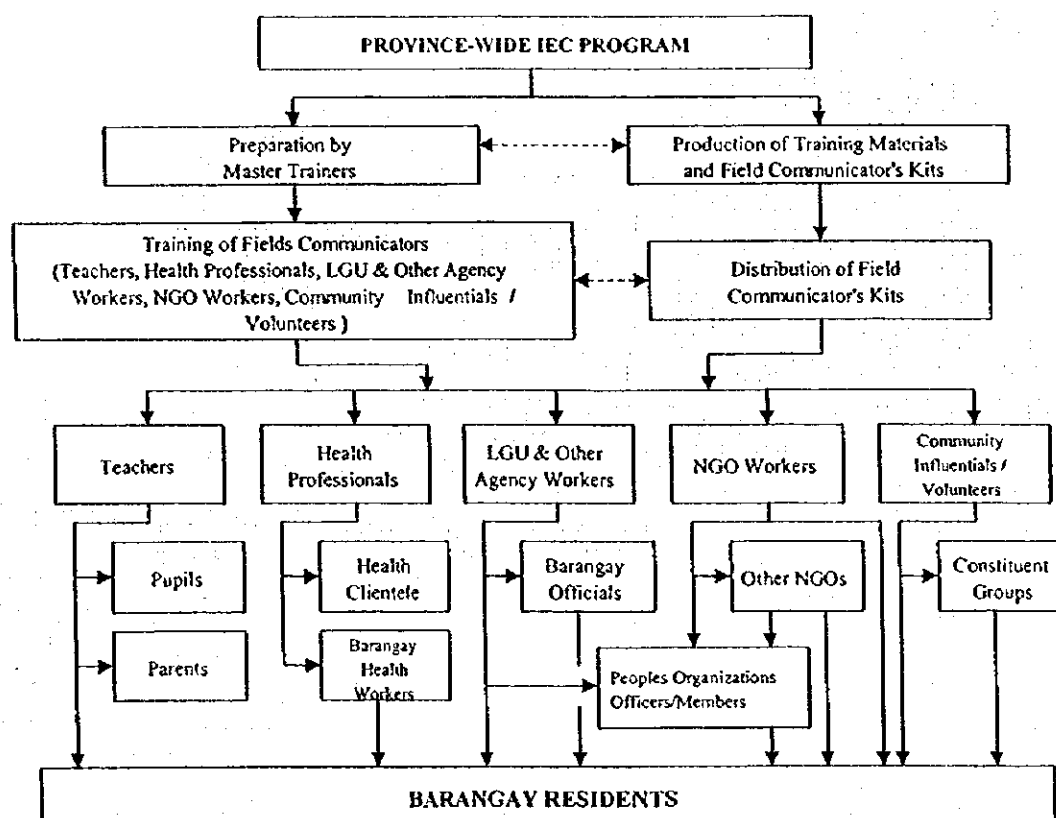 PROVINCE-WIDE IEC PROGRAM
Preparation by
Master Trainers
Production of Training Materials
and Field Communicator's Kits
Training of Fields Communicators
(Teachers, Health Professionals, LGU & Other Agency
Workers, NGO Workers, Community Influentials /
Volunteers )
Distribution of Field
Communicator's Kits
Teachers
Health
Professionals
LGU & Other
Agency Workers
NGO Workers
Community
Influentials /
Volunteers
Pupils
Health
Clientele
Barangay
Officials
Other NGOs
Constituent
Groups
Parents
Barangay
Health
Workers
Peoples Organizations
Officers/Members
BARANGAY RESIDENTS